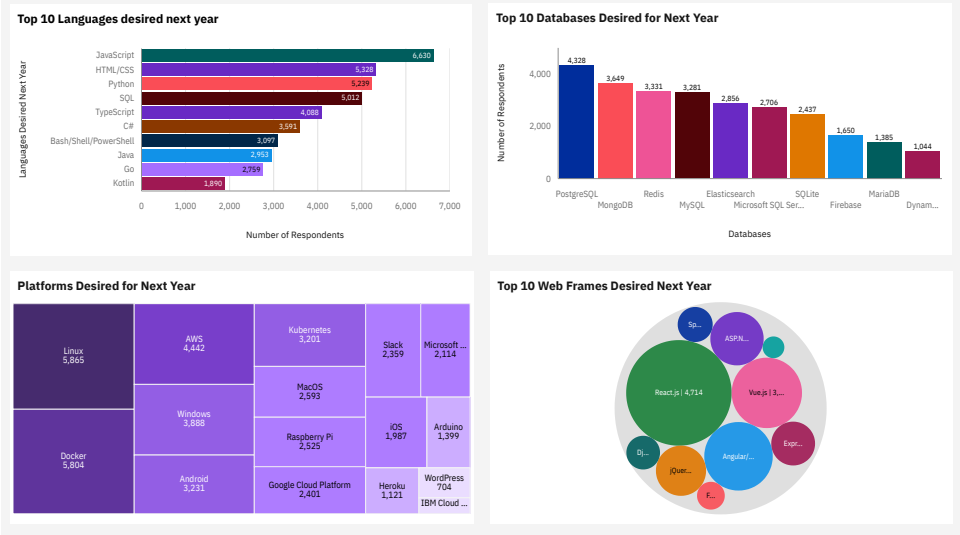 Top 10 Languages desired next year
Languages Desired Next Year
JavaScript 6,630
HTML/CSS 5,328
Python 5,239
SQL 5,012
TypeScript 4,088
C# 3,591
Bash/Shell/PowerShell 3,097
Java 2,953
Go 2,759
Kotlin 1,890
0 1,000 2,000 3,000 4,000 5,000 6,000 7,000
Number of Respondents
Top 10 Databases Desired for Next Year
Number of Respondents
4,000
2,000
0
4,328 3,649 3,331 3,281 2,856 2,706 2,437 1,650 1,385 1,044
PostgreSQL Redis Elasticsearch SQLite MariaDB
MongoDB MySQL Microsoft SQL Ser... Firebase Dynam...
Databases
Platforms Desired for Next Year
Linux
5,865
Docker
5,804
AWS
4,442
Windows
3,888
Android
3,231
Kubernetes
3,201
MacOS
2,593
Raspberry Pi
2,525
Google Cloud Platform
2,401
Slack
2,359
Microsoft ...
2,114
iOS
1,987
Arduino
1,399
Heroku
1,121
WordPress
704
IBM Cloud ...
Top 10 Web Frames Desired Next Year
Sp...
ASP.N...
React.js | 4,714
Vue.js | 3,...
Expr...
Angular/...
Dj...
jQuer...
F...